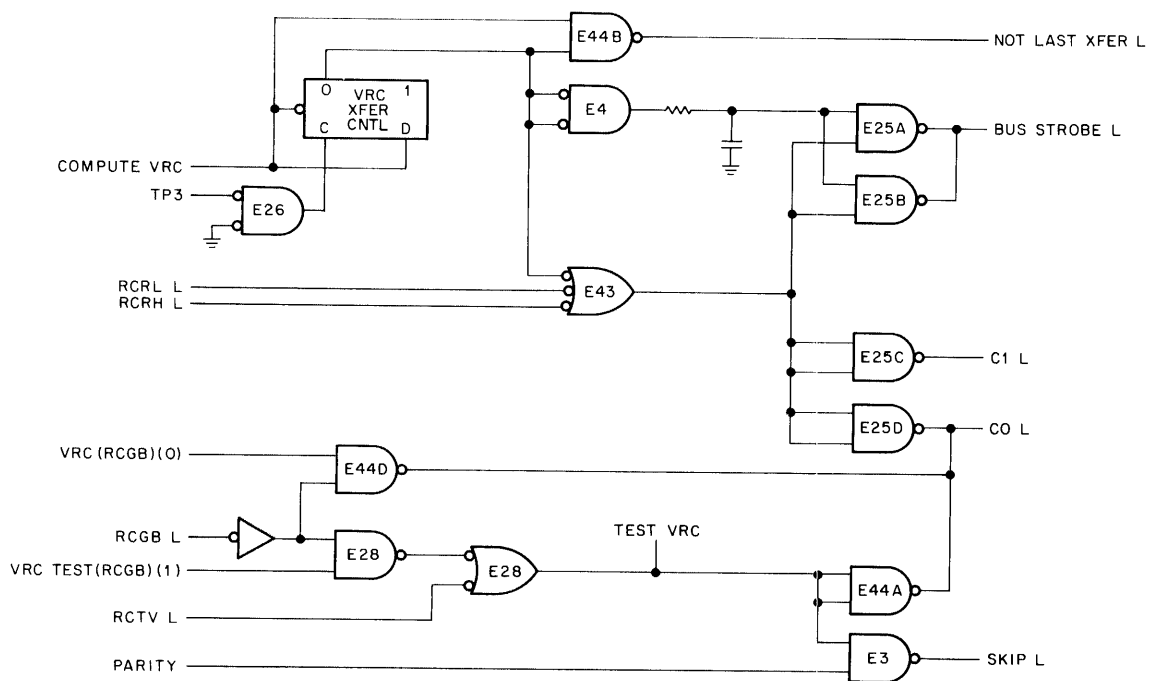 E44B
NOT LAST XFER L
O 1
VRC
XFER
CNTL
C D
E4
E25A
BUS STROBE L
COMPUTE VRC
TP3
E26
E25B
RCRL L
RCRH L
E43
E25C
C1 L
E25D
CO L
VRC (RCGB)(O)
E44D
RCGB L
E28
TEST VRC
VRC TEST(RCGB)(1)
E28
E44A
RCTV L
PARITY
E3
SKIP L